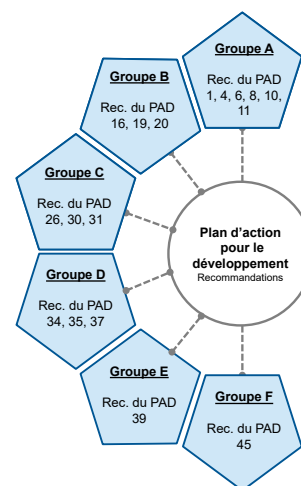 Groupe A
Rec. du PAD
1, 4, 6, 8, 10,
11
Groupe B
Rec. du PAD
16, 19, 20
Groupe C
Rec. du PAD
26, 30, 31
Groupe D
Rec. du PAD
34, 35, 37
Groupe E
Rec. du PAD
39
Groupe F
Rec. du PAD
45
Plan d'action
pour le
développement
Recommandations